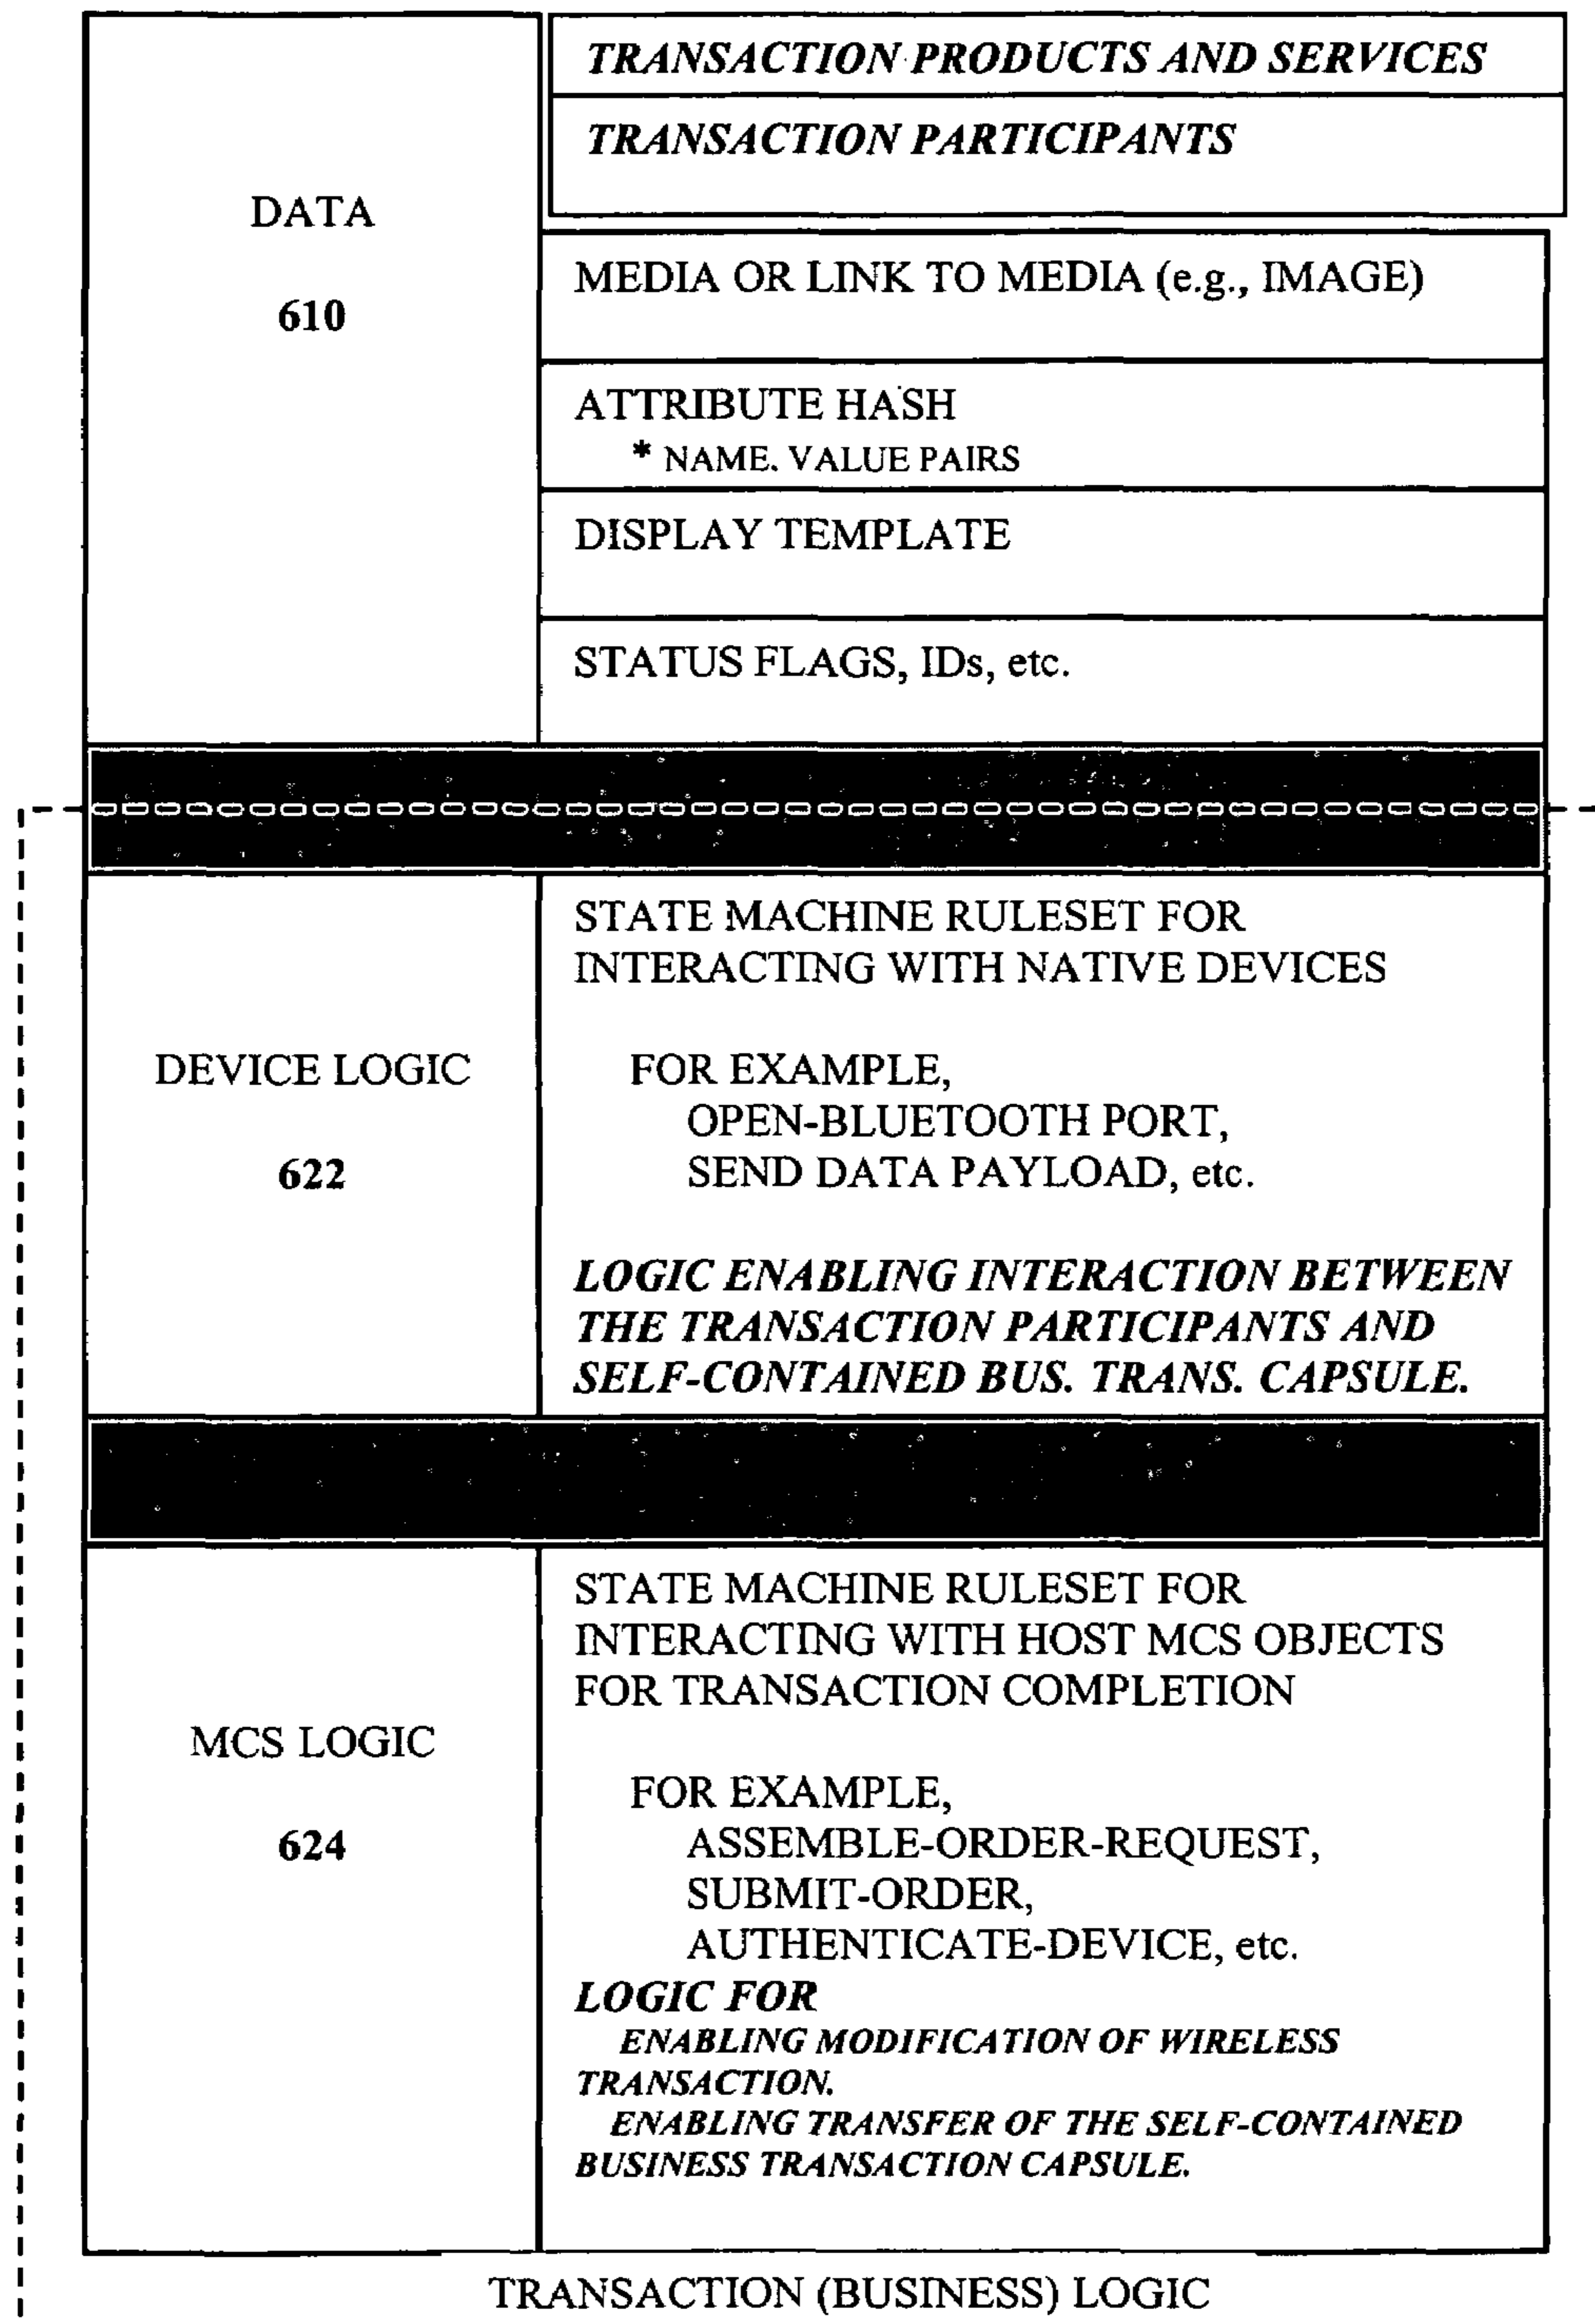 TRANSACTION PRODUCTS AND SERVICES
TRANSACTION PARTICIPANTS
DATA
610
MEDIA OR LINK TO MEDIA (e.g., IMAGE)
ATTRIBUTE HASH
* NAME. VALUE PAIRS
DISPLAY TEMPLATE
STATUS FLAGS, IDs, etc.
DEVICE LOGIC
622
STATE MACHINE RULESET FOR
INTERACTING WITH NATIVE DEVICES
FOR EXAMPLE,
OPEN-BLUETOOTH PORT,
SEND DATA PAYLOAD, etc.
LOGIC ENABLING INTERACTION BETWEEN
THE TRANSACTION PARTICIPANTS AND
SELF-CONTAINED BUS. TRANS. CAPSULE.
MCS LOGIC
624
STATE MACHINE RULESET FOR
INTERACTING WITH HOST MCS OBJECTS
FOR TRANSACTION COMPLETION
FOR EXAMPLE,
ASSEMBLE-ORDER-REQUEST,
SUBMIT-ORDER,
AUTHENTICATE-DEVICE, etc.
LOGIC FOR
ENABLING MODIFICATION OF WIRELESS
TRANSACTION.
ENABLING TRANSFER OF THE SELF-CONTAINED
BUSINESS TRANSACTION CAPSULE.
TRANSACTION (BUSINESS) LOGIC